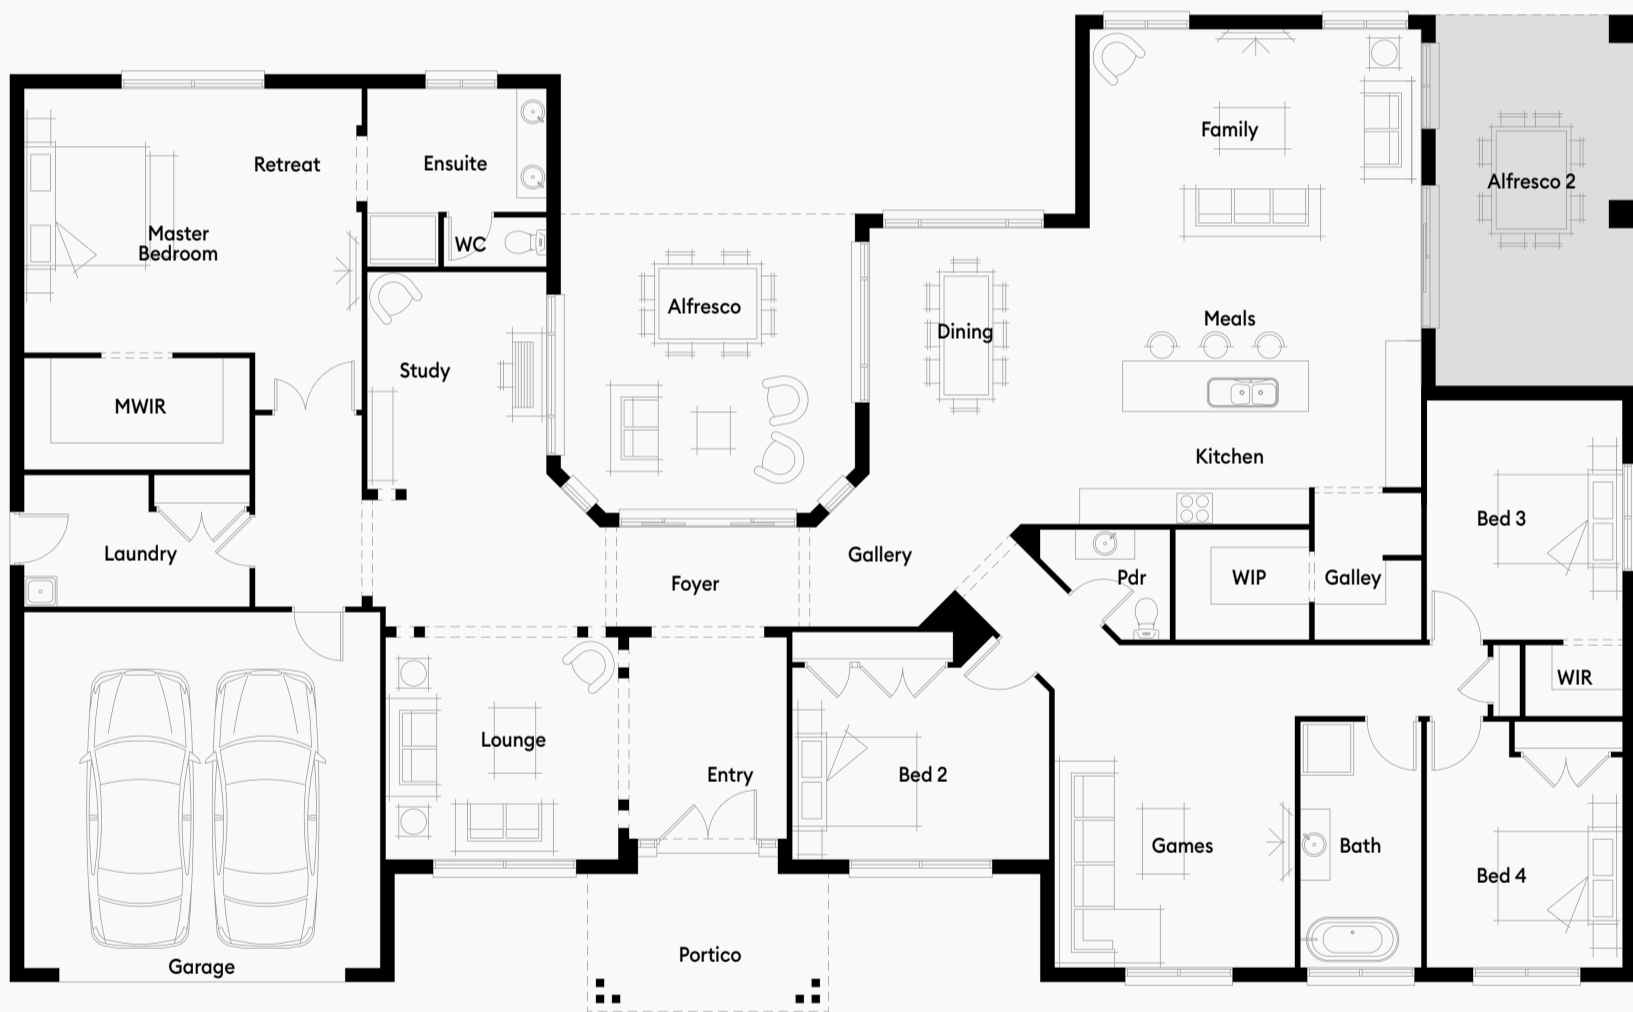 Family
Retreat
Ensuite
Alfresco 2
Master
Bedroom
WC
Alfresco
Meals
Dining
Study
MWIR
Kitchen
Bed 3
Laundry
Gallery
Foyer
Pdr
WIP
Galley
WIR
Lounge
Entry
Bed 2
Games
Bath
Bed 4
Portico
Garage